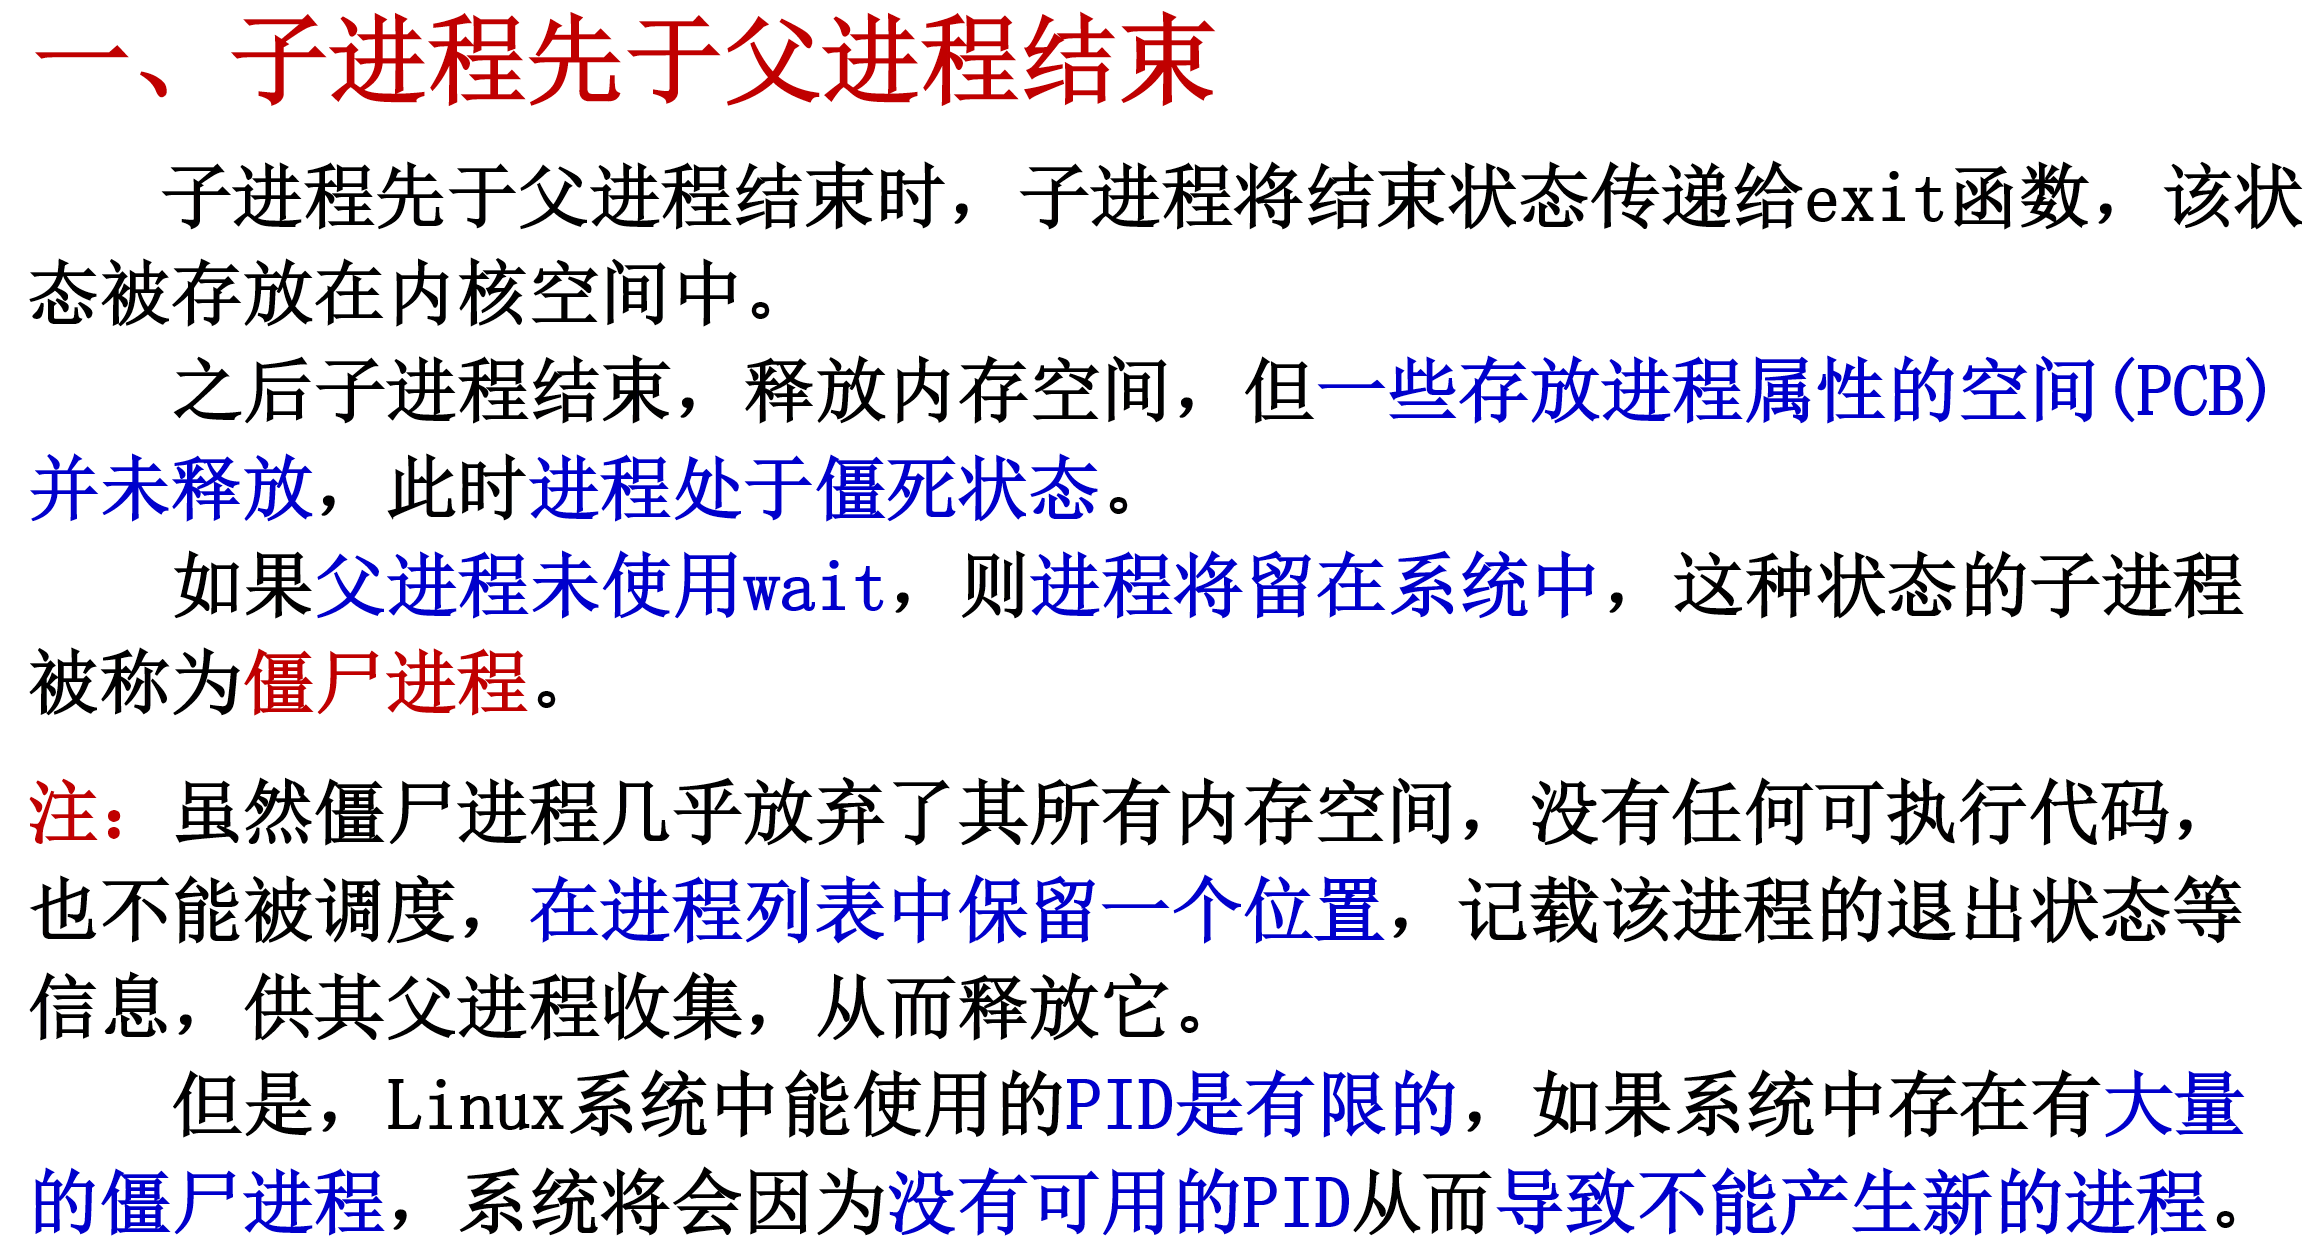 一、子进程先于父进程结束
子进程先于父进程结束时，子进程将结束状态传递给exit函数，该状
态被存放在内核空间中。
之后子进程结束，释放内存空间，但一些存放进程属性的空间(PCB)
并未释放，此时进程处于僵死状态。
如果父进程未使用wait，则进程将留在系统中，这种状态的子进程
被称为僵尸进程。
注：虽然僵尸进程几乎放弃了其所有内存空间，没有任何可执行代码，
也不能被调度，在进程列表中保留一个位置，记载该进程的退出状态等
信息，供其父进程收集，从而释放它。
但是，Linux系统中能使用的PID是有限的，如果系统中存在有大量
的僵尸进程，系统将会因为没有可用的PID从而导致不能产生新的进程。